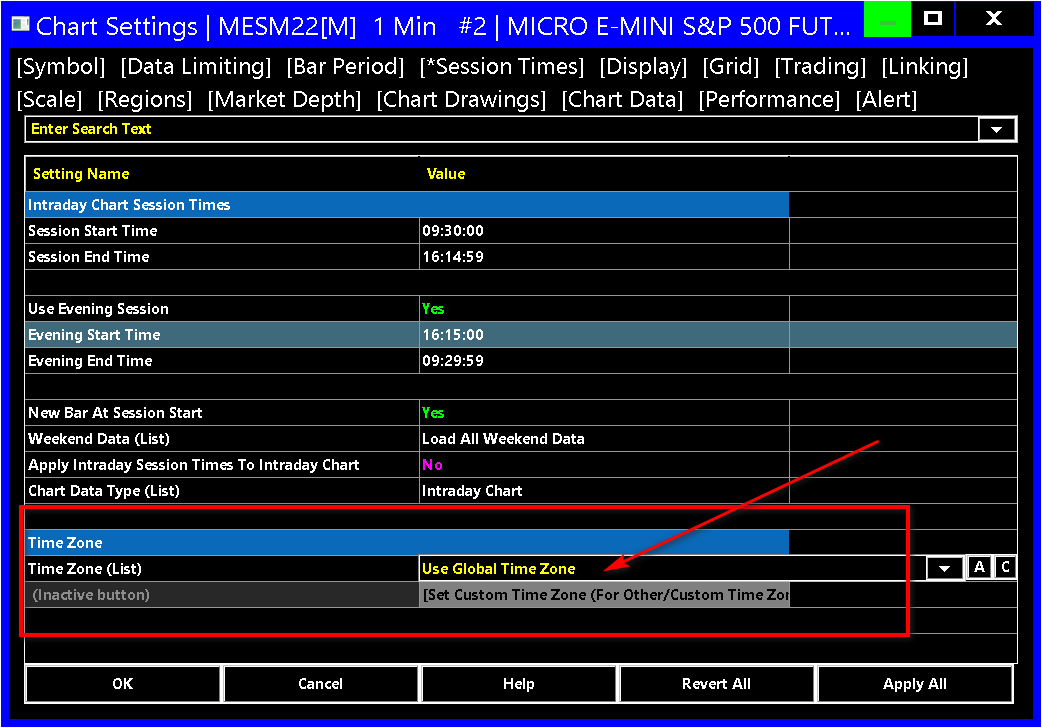 Chart Settings | MESM22[M]  1 Min   #2 | MICRO E-MINI S&P 500 FUT... X
[Symbol]  [Data Limiting]  [Bar Period]  [*Session Times]  [Display]  [Grid]  [Trading]  [Linking]
[Scale]  [Regions]  [Market Depth]  [Chart Drawings]  [Chart Data]  [Performance]  [Alert]
Enter Search Text
Setting Name Value
Intraday Chart Session Times
Session Start Time 09:30:00
Session End Time 16:14:59
Use Evening Session Yes
Evening Start Time 16:15:00
Evening End Time 09:29:59
New Bar At Session Start Yes
Weekend Data (List) Load All Weekend Data
Apply Intraday Session Times To Intraday Chart No
Chart Data Type (List) Intraday Chart
Time Zone
Time Zone (List) Use Global Time Zone A C
(Inactive button) [Set Custom Time Zone (For Other/Custom Time Zon
OK Cancel Help Revert All Apply All